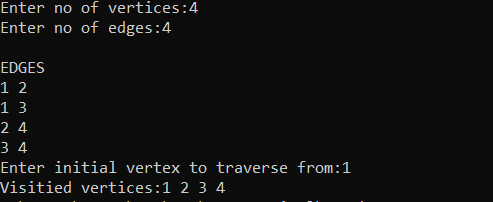 Enter no of vertices:4
Enter no of edges:4
EDGES
1 2
1 3
2 4
3 4
Enter initial vertex to traverse from:1
Visitied vertices:1 2 3 4